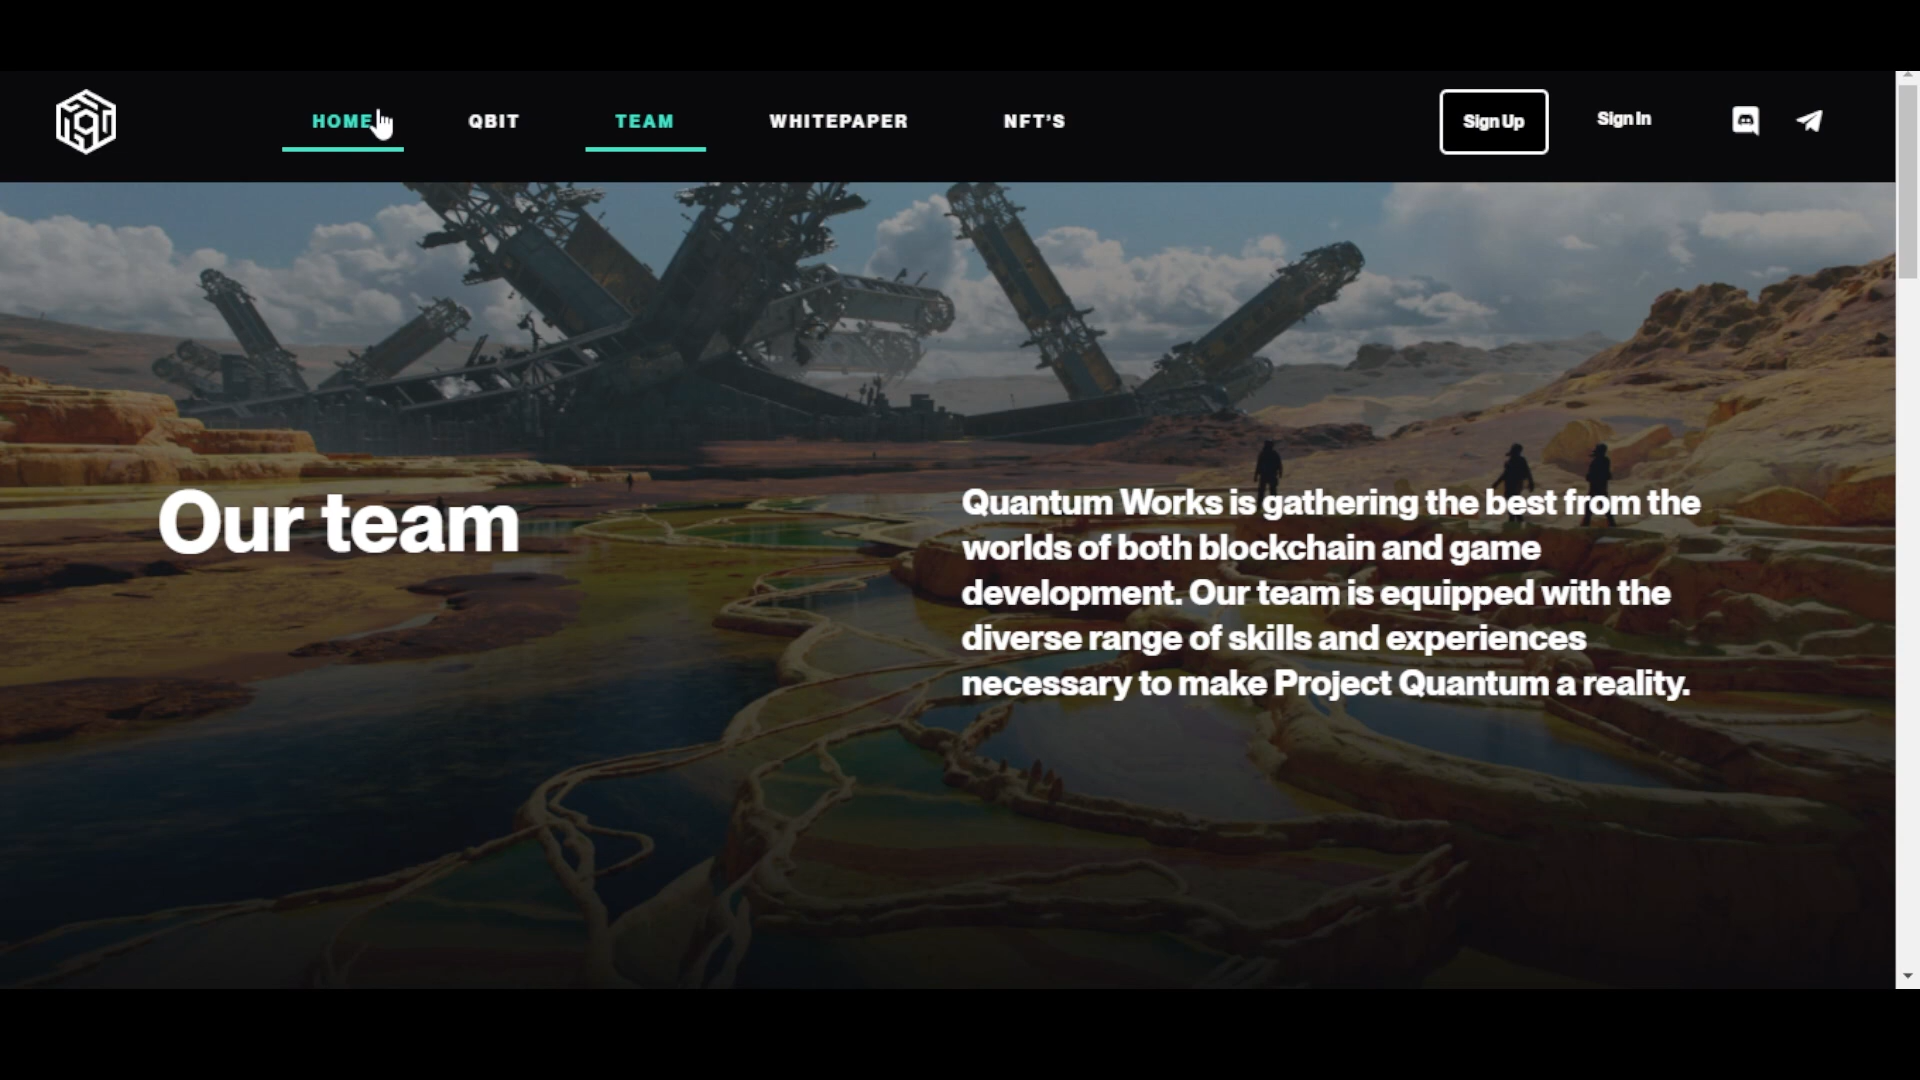 HOME QBIT TEAM WHITEPAPER NFT'S Sign Up Sign In
Our team
Quantum Works is gathering the best from the
worlds of both blockchain and game
development. Our team is equipped with the
diverse range of skills and experiences
necessary to make Project Quantum a reality.